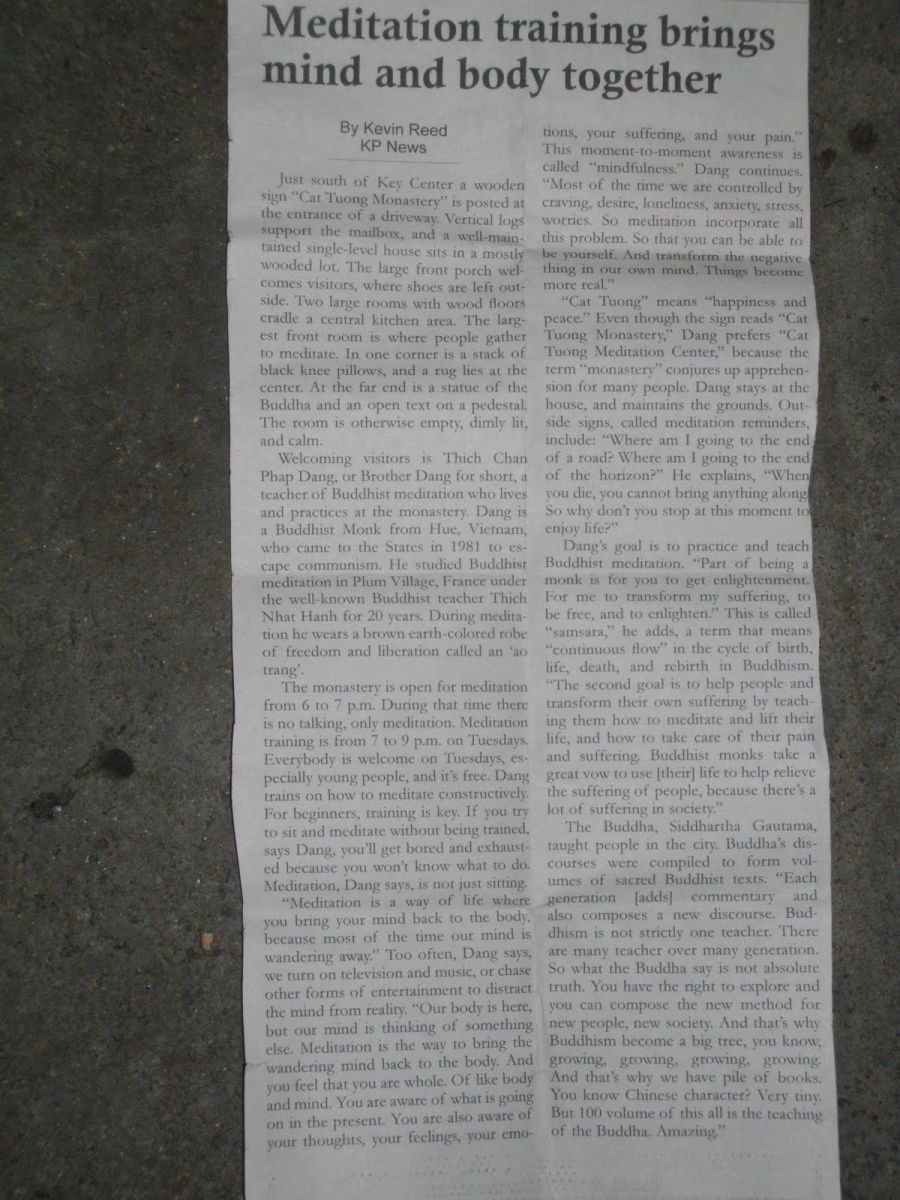 Meditation training brings
mind and body together
By Kevin Reed
KP News
Just south of Key Center a wooden
sign “Cat Tuong Monastery” is posted at
the entrance of a driveway. Vertical logs
support the mailbox, and a well-main-
tained single-level house sits in a mostly
wooded lot. The large front porch wel-
comes visitors, where shoes are left out-
side. Two large rooms with wood floors
cradle a central kitchen area. The larg-
est front room is where people gather
to meditate. In one corner is a stack of
black knee pillows, and a rug lies at the
center. At the far end is a statue of the
Buddha and an open text on a pedestal.
The room is otherwise empty, dimly lit,
and calm.
Welcoming visitors is Thich Chan
Phap Dang, or Brother Dang for short, a
teacher of Buddhist meditation who lives
and practices at the monastery. Dang is
a Buddhist Monk from Hue, Vietnam,
who came to the States in 1981 to es-
cape communism. He studied Buddhist
meditation in Plum Village, France under
the well-known Buddhist teacher Thich
Nhat Hanh for 20 years. During medita-
tion he wears a brown earth-colored robe
of freedom and liberation called an ‘ao
trang’.
The monastery is open for meditation
from 6 to 7 p.m. During that time there
is no talking, only meditation. Meditation
training is from 7 to 9 p.m. on Tuesdays.
Everybody is welcome on Tuesdays, es-
pecially young people, and it’s free. Dang
trains on how to meditate constructively.
For beginners, training is key. If you try
to sit and meditate without being trained,
says Dang, you’ll get bored and exhaust-
ed because you won’t know what to do.
Meditation, Dang says, is not just sitting.
“Meditation is a way of life where
you bring your mind back to the body,
because most of the time our mind is
wandering away.” Too often, Dang says,
we turn on television and music, or chase
other forms of entertainment to distract
the mind from reality. “Our body is here,
but our mind is thinking of something
else. Meditation is the way to bring the
wandering mind back to the body. And
you feel that you are whole. Of like body
and mind. You are aware of what is going
on in the present. You are also aware of
your thoughts, your feelings, your emo-
tions, your suffering, and your pain.”
This moment-to-moment awareness is
called “mindfulness.” Dang continues.
“Most of the time we are controlled by
craving, desire, loneliness, anxiety, stress,
worries. So meditation incorporate all
this problem. So that you can be able to
be yourself. And transform the negative
thing in our own mind. Things become
more real.”
“Cat Tuong” means “happiness and
peace.” Even though the sign reads “Cat
Tuong Monastery,” Dang prefers “Cat
Tuong Meditation Center,” because the
term “monastery” conjures up apprehen-
sion for many people. Dang stays at the
house, and maintains the grounds. Out-
side signs, called meditation reminders,
include: “Where am I going to the end
of a road? Where am I going to the end
of the horizon?” He explains, “When
you die, you cannot bring anything along.
So why don’t you stop at this moment to
enjoy life?”
Dang’s goal is to practice and teach
Buddhist meditation. “Part of being a
monk is for you to get enlightenment.
For me to transform my suffering, to
be free, and to enlighten.” This is called
“samsara,” he adds, a term that means
“continuous flow” in the cycle of birth,
life, death, and rebirth in Buddhism.
“The second goal is to help people and
transform their own suffering by teach-
ing them how to meditate and lift their
life, and how to take care of their pain
and suffering. Buddhist monks take a
great vow to use [their] life to help relieve
the suffering of people, because there’s a
lot of suffering in society.”
The Buddha, Siddhartha Gautama,
taught people in the city. Buddha’s dis-
courses were compiled to form vol-
umes of sacred Buddhist texts. “Each
generation [adds] commentary and
also composes a new discourse. Bud-
dhism is not strictly one teacher. There
are many teacher over many generation.
So what the Buddha say is not absolute
truth. You have the right to explore and
you can compose the new method for
new people, new society. And that’s why
Buddhism become a big tree, you know,
growing, growing, growing, growing.
And that’s why we have pile of books.
You know Chinese character? Very tiny.
But 100 volume of this all is the teaching
of the Buddha. Amazing.”